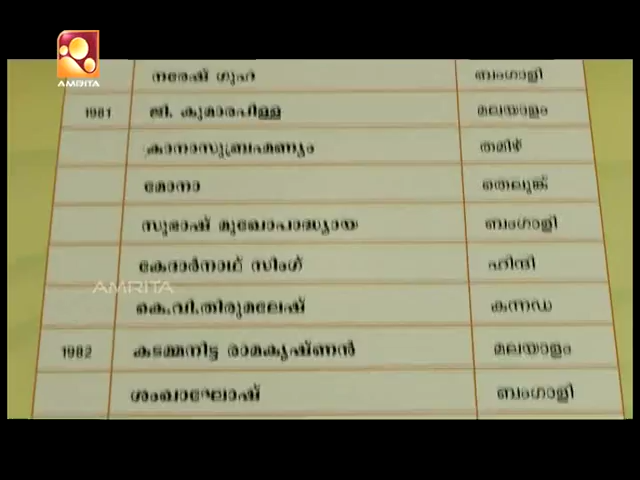 AMRITA
നരേഷ് ഗുഹ ബംഗാളി
1981 ജി. കുമാരപിള്ള മലയാളം
കാനാസുബ്രഹ്മണ്യം തമിഴ്
മോനാ തെലുങ്ക്
സുഭാഷ് മുഖോപാദ്ധ്യായ ബംഗാളി
കേദാർനാഥ് സിംഗ് ഹിന്ദി
AMRITA
കെ.വി.തിരുമലേഷ് കന്നഡ
1982 കടമ്മനിട്ട രാമകൃഷ്ണൻ മലയാളം
ശംഖാഘോഷ് ബംഗാളി